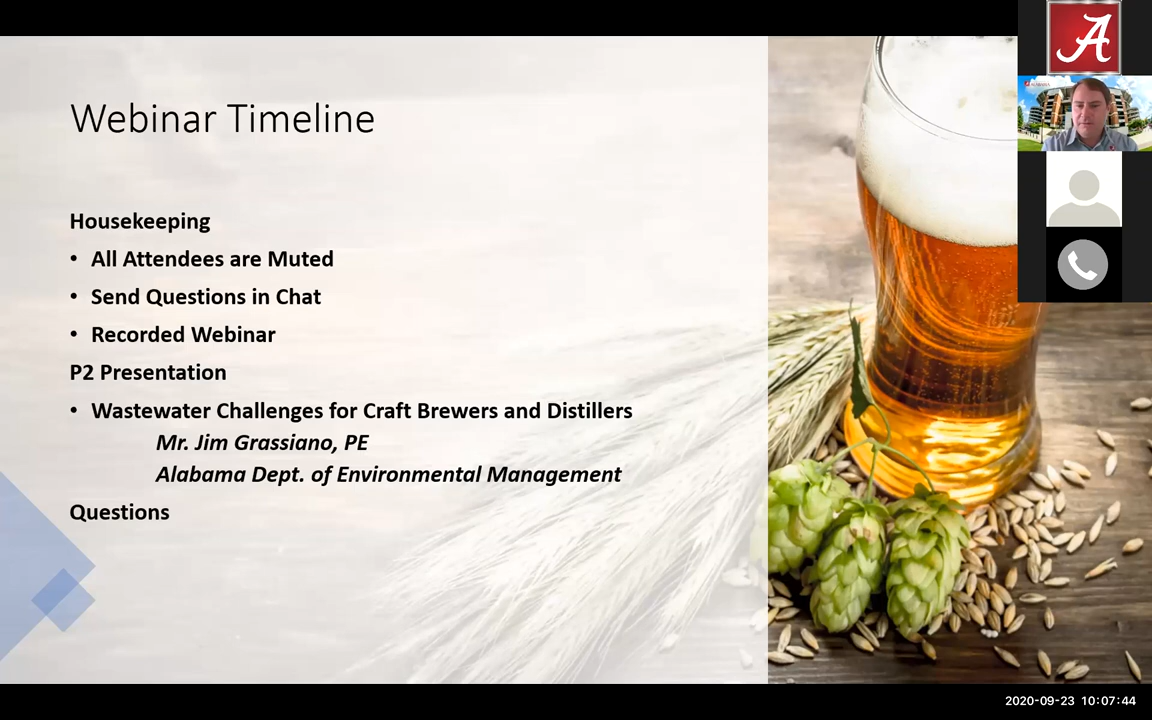 Webinar Timeline
Housekeeping
• All Attendees are Muted
• Send Questions in Chat
• Recorded Webinar
P2 Presentation
• Wastewater Challenges for Craft Brewers and Distillers
Mr. Jim Grassiano, PE
Alabama Dept. of Environmental Management
Questions
A
2020-09-23 10:07:44